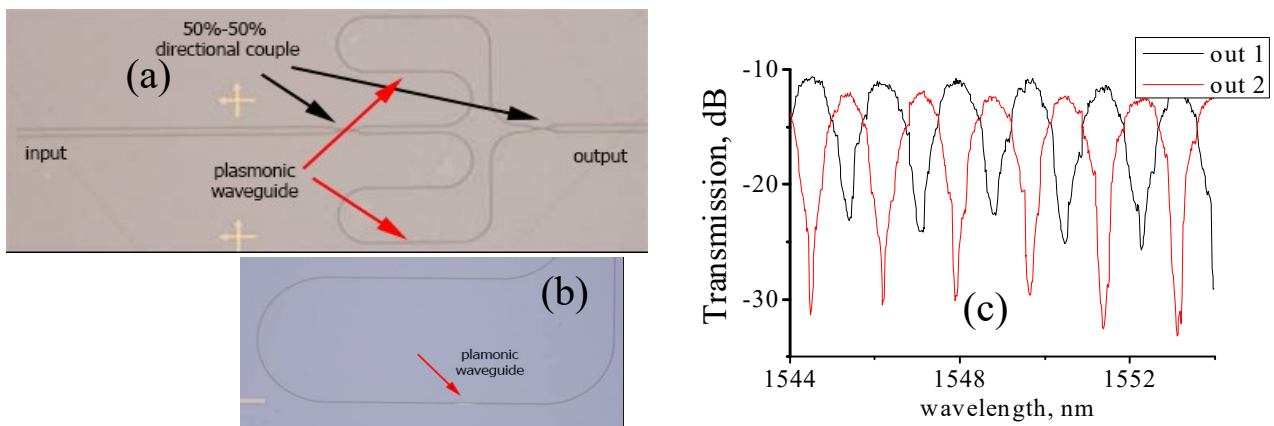 50%-50%
directional couple
(a)
input
plasmonic
waveguide
output
(b)
plamonic
waveguide
out 1
out 2
-10
-20
-30
Transmission, dB
(c)
1544
1548
1552
wavelength, nm